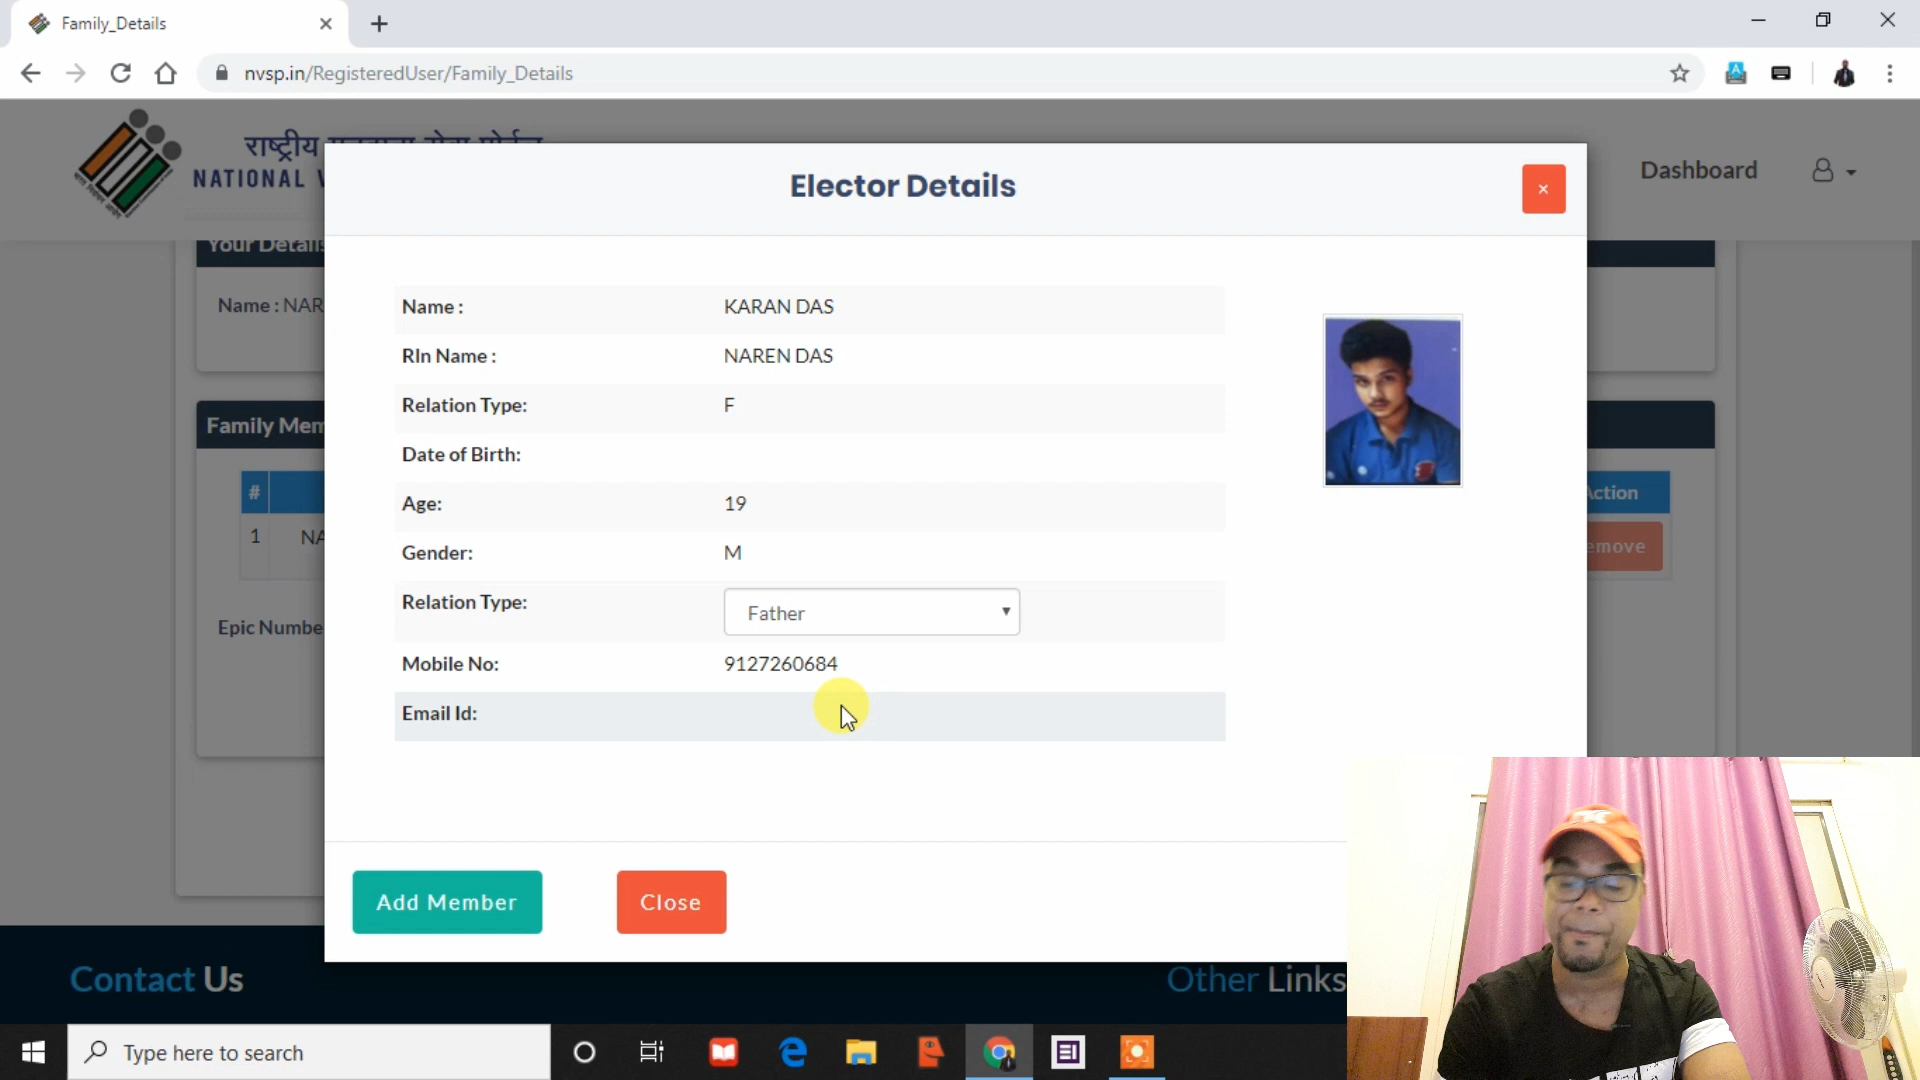 Family_Details
nvsp.in/RegisteredUser/Family_Details
राष्ट्रीय
NATIONAL
Dashboard
Elector Details
×
Your Details
Name : NAR
Name : KARAN DAS
Rln Name : NAREN DAS
Relation Type: F
Date of Birth:
Age: 19
Gender: M
Relation Type: Father
Mobile No: 9127260684
Email Id:
Family Mem
# Action
1 NA emove
Epic Numbe
Add Member Close
Contact Us
Other Links
Type here to search